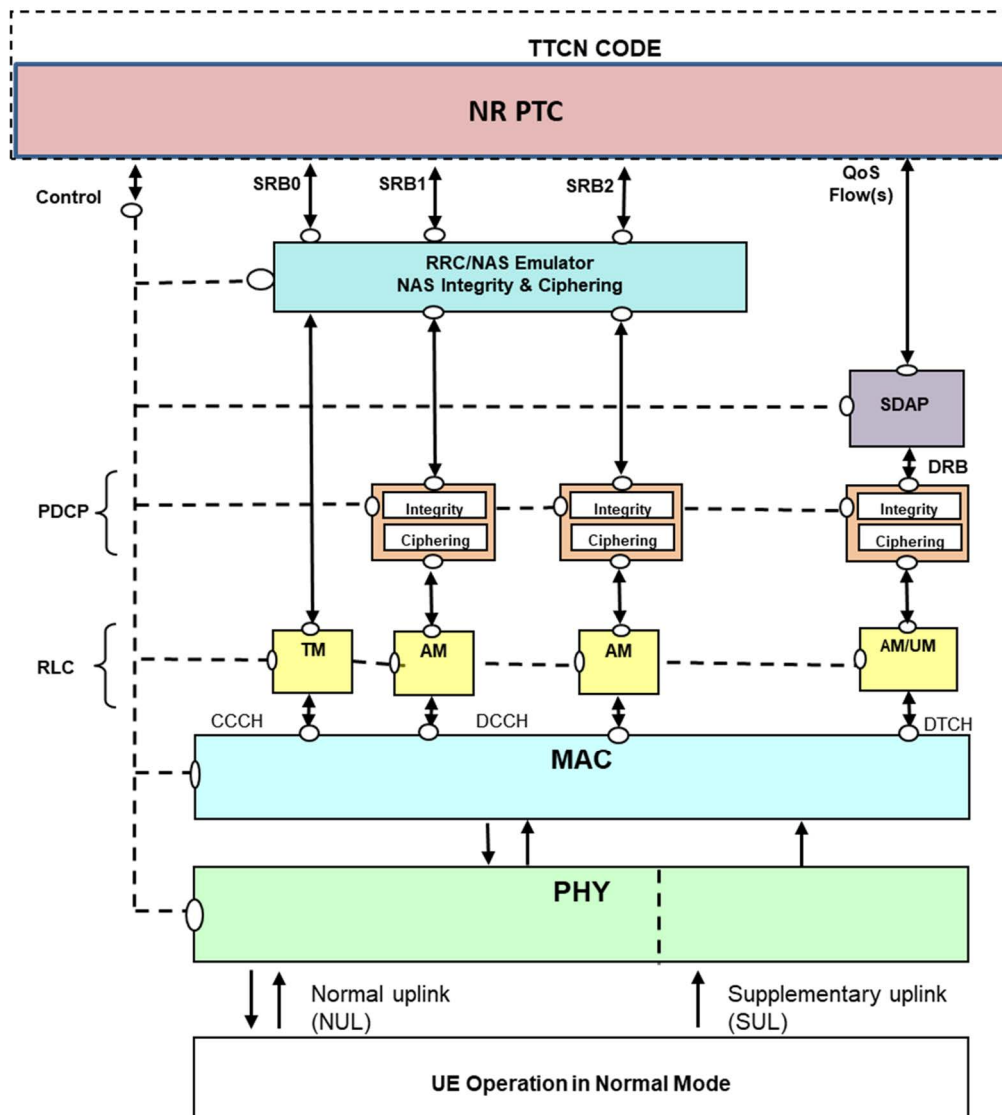 TTCN CODE
NR PTC
Control
SRB0
SRB1
SRB2
QoS
Flow(s)
RRC/NAS Emulator
NAS Integrity & Ciphering
SDAP
DRB
PDCP
Integrity
Ciphering
Integrity
Ciphering
Integrity
Ciphering
RLC
TM
AM
AM
AM/UM
CCCH
DCCH
DTCH
MAC
PHY
Normal uplink
(NUL)
Supplementary uplink
(SUL)
UE Operation in Normal Mode